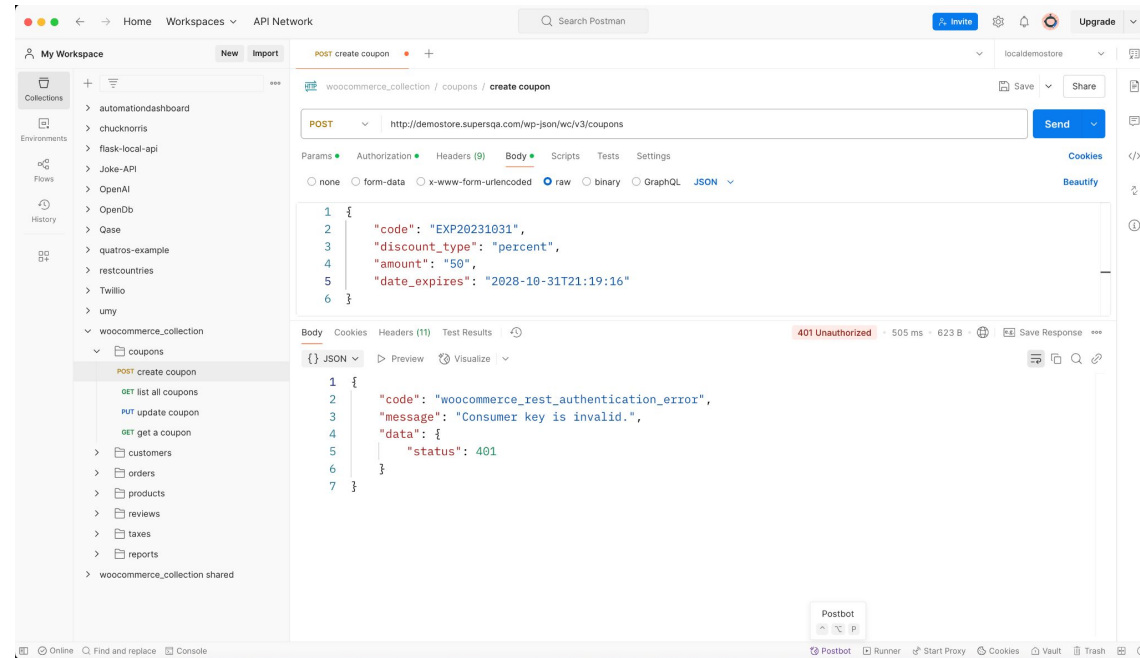 Home Workspaces API Network Search Postman Invite Upgrade
My Workspace New Import POST create coupon localdemostore
Collections
Environments
Flows
History
automationdashboard
chucknorris
flask-local-api
Joke-API
OpenAI
OpenDb
Qase
quatros-example
restcountries
Twillio
umy
woocommerce_collection
coupons
POST create coupon
GET list all coupons
PUT update coupon
GET get a coupon
customers
orders
products
reviews
taxes
reports
woocommerce_collection shared
HTTP woocommerce_collection / coupons / create coupon Save Share
POST http://demostore.supersqa.com/wp-json/wc/v3/coupons Send
Params Authorization Headers (9) Body Scripts Tests Settings Cookies
none form-data x-www-form-urlencoded raw binary GraphQL JSON Beautify
1 {
2 "code": "EXP20231031",
3 "discount_type": "percent",
4 "amount": "50",
5 "date_expires": "2028-10-31T21:19:16"
6 }
Body Cookies Headers (11) Test Results 401 Unauthorized 505 ms 623 B Save Response
{} JSON Preview Visualize
1 {
2 "code": "woocommerce_rest_authentication_error",
3 "message": "Consumer key is invalid.",
4 "data": {
5 "status": 401
6 }
7 }
Postbot
^ ⌥ P
Online Find and replace Console Postbot Runner Start Proxy Cookies Vault Trash